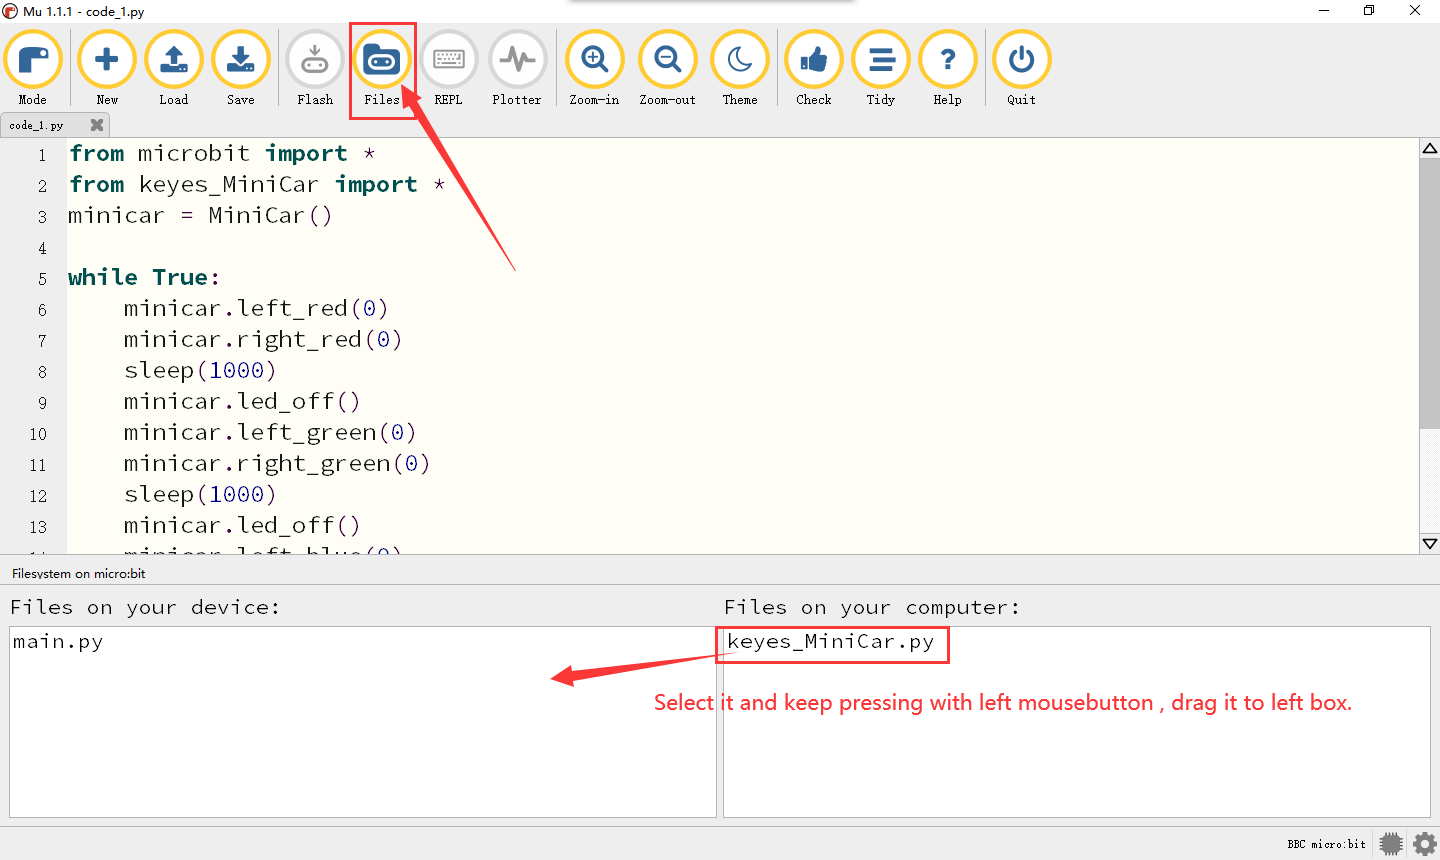 Mu 1.1.1 - code_1.py
Mode New Load Save Flash Files REPL Plotter Zoom-in Zoom-out Theme Check Tidy Help Quit
code_1.py
1 from microbit import *
2 from keyes_MiniCar import *
3 minicar = MiniCar()
4
5 while True:
6 minicar.left_red(0)
7 minicar.right_red(0)
8 sleep(1000)
9 minicar.led_off()
10 minicar.left_green(0)
11 minicar.right_green(0)
12 sleep(1000)
13 minicar.led_off()
minicar.left_blue(0)
Filesystem on micro:bit
Files on your device:
main.py
Files on your computer:
keyes_MiniCar.py
Select it and keep pressing with left mousebutton , drag it to left box.
BBC micro:bit